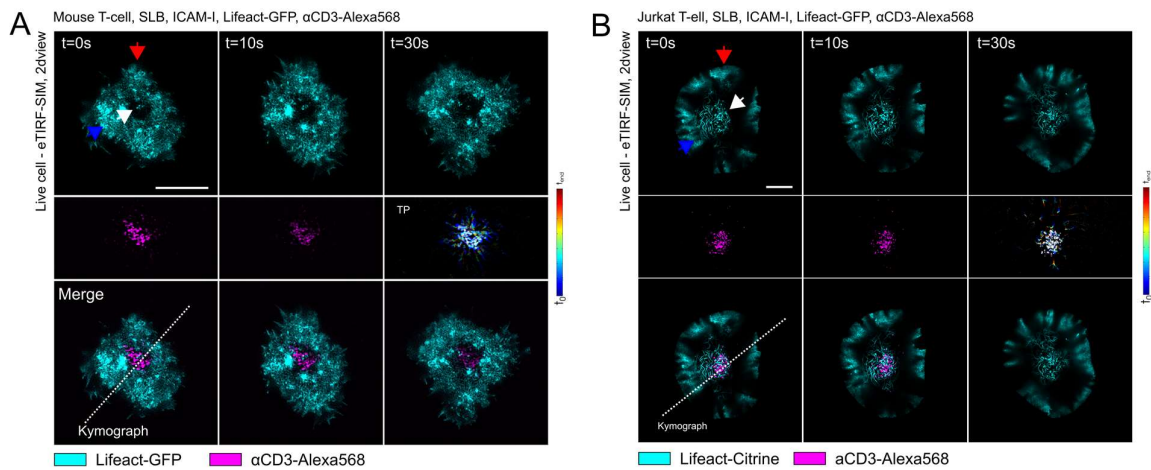 A
Mouse T-cell, SLB, ICAM-I, Lifeact-GFP, αCD3-Alexa568
Live cell - eTIRF-SIM, 2dview
t=0s
t=10s
t=30s
TP
t_end
t_0
Merge
Kymograph
Lifeact-GFP
αCD3-Alexa568
B
Jurkat T-ell, SLB, ICAM-I, Lifeact-GFP, αCD3-Alexa568
Live cell - eTIRF-SIM, 2dview
t=0s
t=10s
t=30s
t_end
t_0
Kymograph
Lifeact-Citrine
aCD3-Alexa568